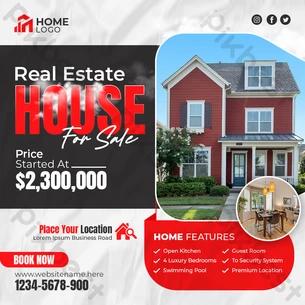 HOME
LOGO
Real Estate
HOUSE
For Sale
Price
Started At
$2,300,000
Place Your Location
Lorem Ipsum Business Road
BOOK NOW
www.websitename.here
1234-5678-900
HOME FEATURES
Open Kitchen
4 Luxury Bedrooms
Swimming Pool
Guest Room
To Security System
Premium Location